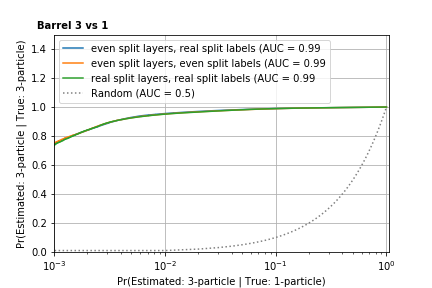 Barrel 3 vs 1
Pr(Estimated: 3-particle | True: 3-particle)
1.4
1.2
1.0
0.8
0.6
0.4
0.2
0.0
even split layers, real split labels (AUC = 0.99
even split layers, even split labels (AUC = 0.99
real split layers, real split labels (AUC = 0.99
Random (AUC = 0.5)
10⁻³ 10⁻² 10⁻¹ 10⁰
Pr(Estimated: 3-particle | True: 1-particle)